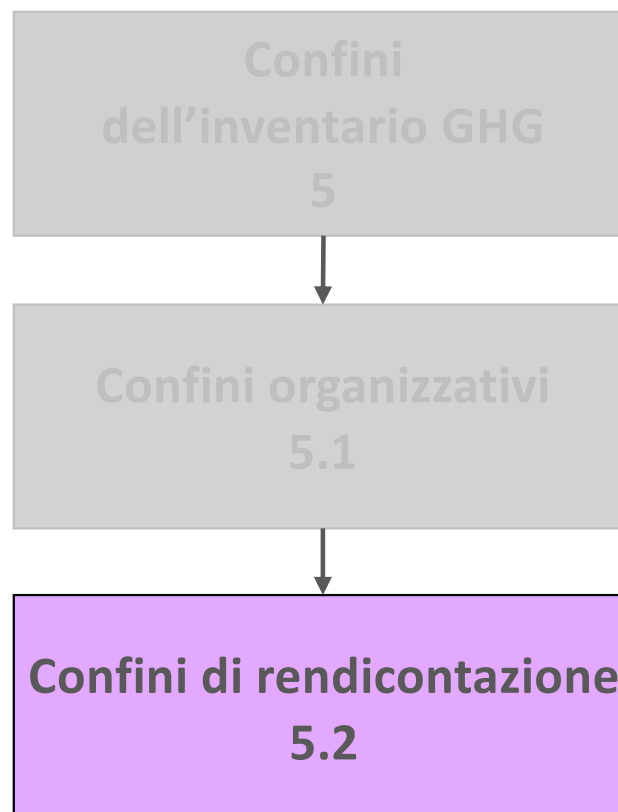 Confini
dell’inventario GHG
5
Confini organizzativi
5.1
Confini di rendicontazione
5.2